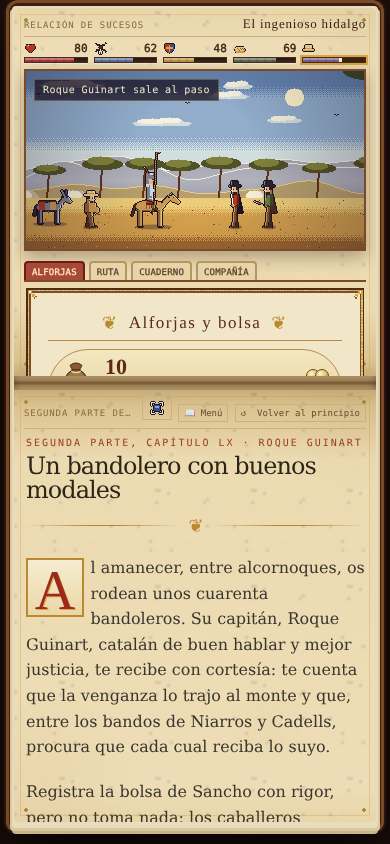 RELACIÓN DE SUCESOS
El ingenioso hidalgo
80
62
48
69
Roque Guinart sale al paso
ALFORJAS
RUTA
CUADERNO
COMPAÑÍA
Alforjas y bolsa
10
SEGUNDA PARTE DE…
Menú
Volver al principio
SEGUNDA PARTE, CAPÍTULO LX · ROQUE GUINART
Un bandolero con buenos
modales
Al amanecer, entre alcornoques, os
rodean unos cuarenta
bandoleros. Su capitán, Roque
Guinart, catalán de buen hablar y mejor
justicia, te recibe con cortesía: te cuenta
que la venganza lo trajo al monte y que,
entre los bandos de Niarros y Cadells,
procura que cada cual reciba lo suyo.
Registra la bolsa de Sancho con rigor,
pero no toma nada: los caballeros